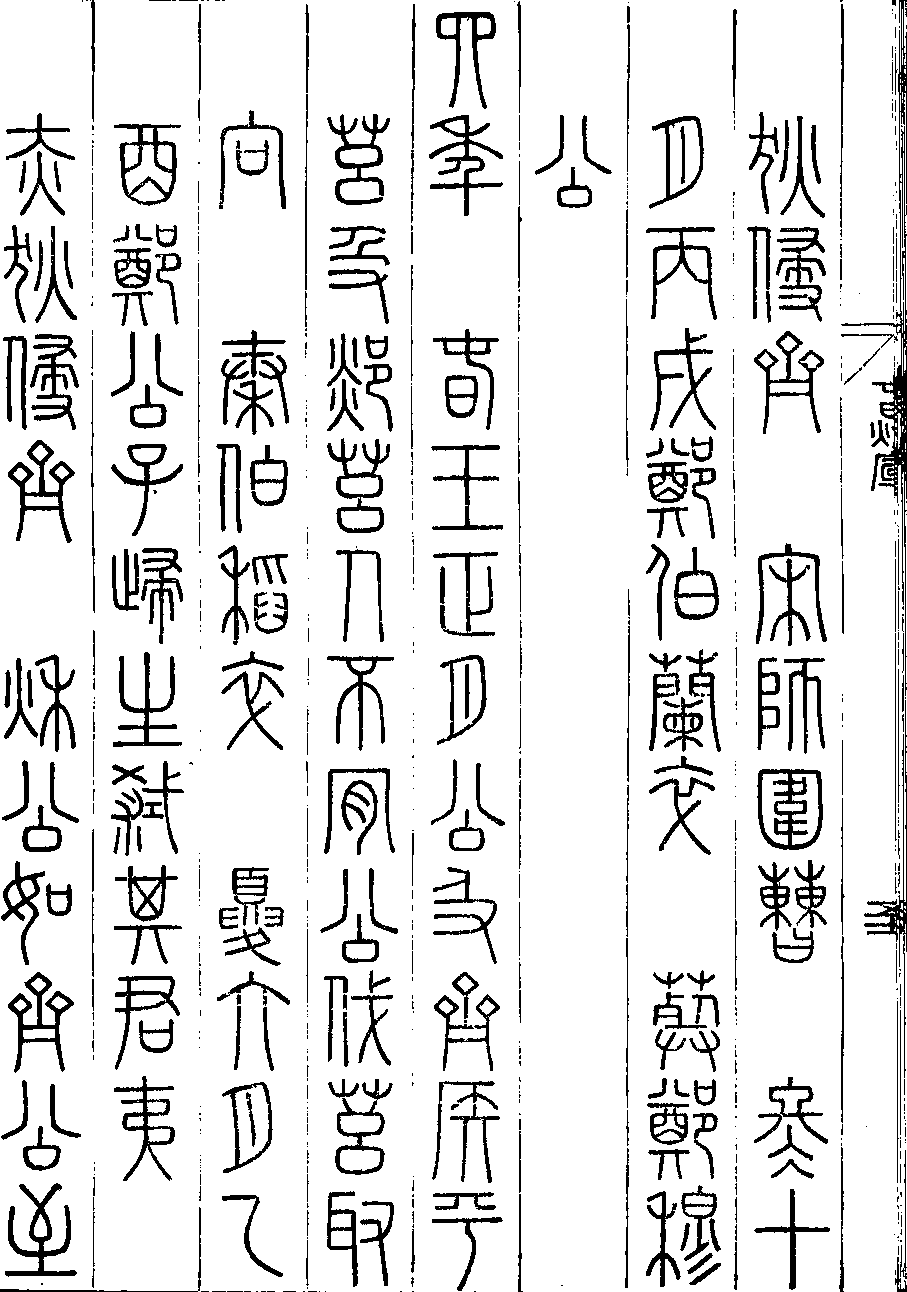 狄侵齊　宋師圍曹　冬十
月丙戌鄭伯蘭卒　葬鄭穆
公
四年　春王正月公及齊侯平
莒及郯莒人不肯公伐莒取
向　秦伯稻卒　夏六月乙
酉鄭公子歸生弒其君夷
赤狄侵齊　秋公如齊公至